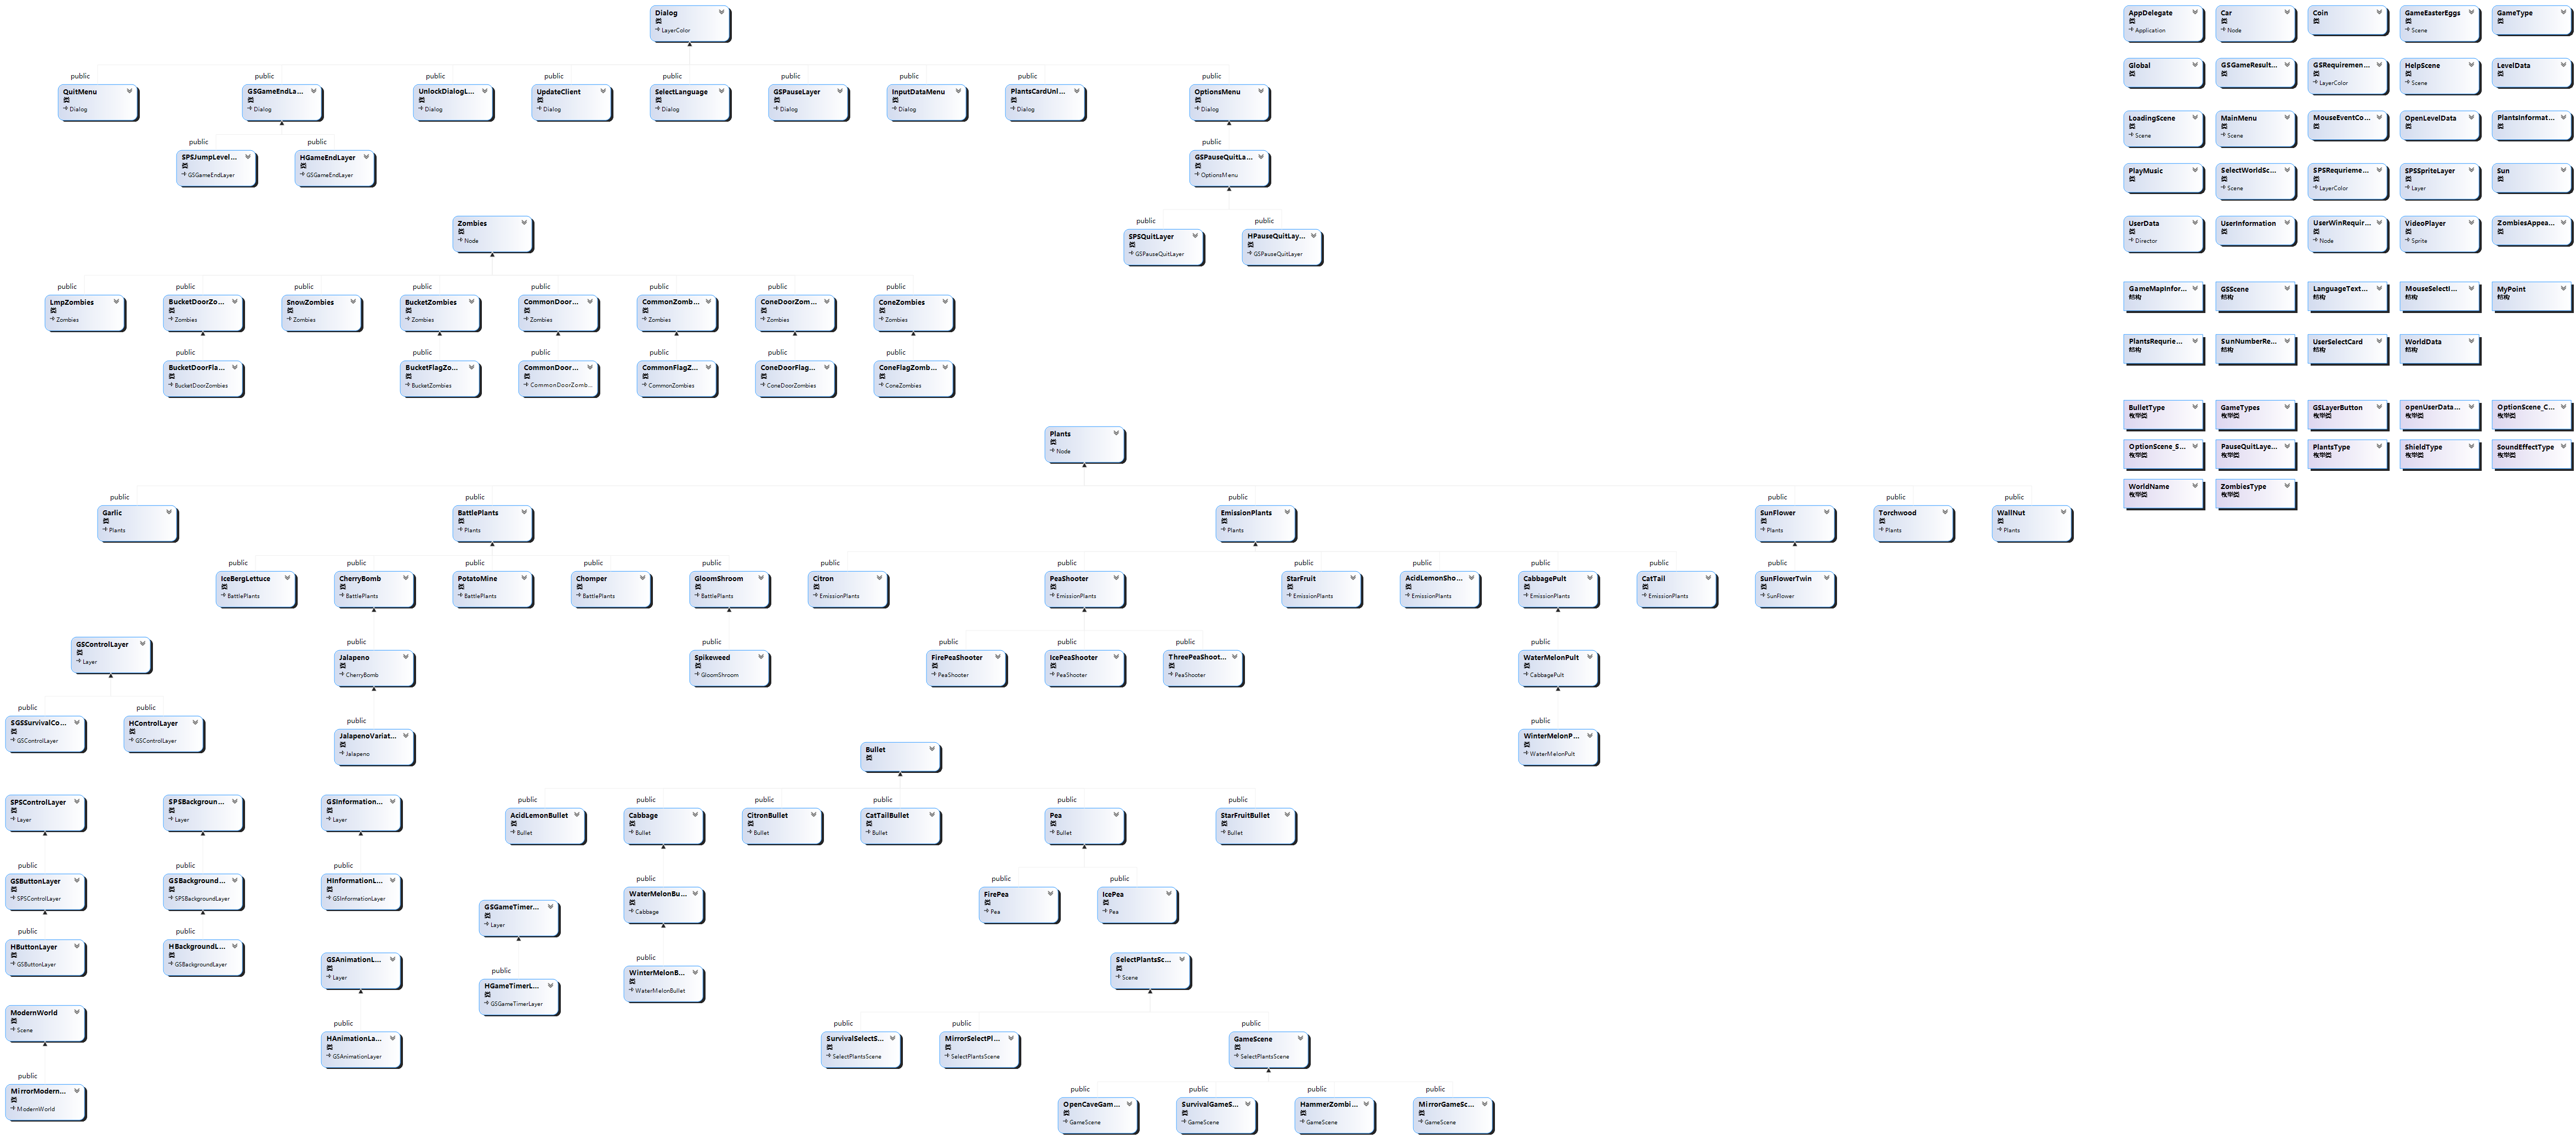 Dialog
类
LayerColor
public
public
public
public
public
public
public
public
public
QuitMenu
类
Dialog
GSGameEndLa...
类
Dialog
UnlockDialogL...
类
Dialog
UpdateClient
类
Dialog
SelectLanguage
类
Dialog
GSPauseLayer
类
Dialog
InputDataMenu
类
Dialog
PlantsCardUnl...
类
Dialog
OptionsMenu
类
Dialog
public
public
public
SPSJumpLevel...
类
GSGameEndLayer
HGameEndLayer
类
GSGameEndLayer
GSPauseQuitLa...
类
OptionsMenu
public
public
SPSQuitLayer
类
GSPauseQuitLayer
HPauseQuitLay...
类
GSPauseQuitLayer
Zombies
类
Node
public
public
public
public
public
public
public
public
LmpZombies
类
Zombies
BucketDoorZo...
类
Zombies
SnowZombies
类
Zombies
BucketZombies
类
Zombies
CommonDoor...
类
Zombies
CommonZomb...
类
Zombies
ConeDoorZom...
类
Zombies
ConeZombies
类
Zombies
public
public
public
public
public
public
BucketDoorFla...
类
BucketDoorZombies
BucketFlagZo...
类
BucketZombies
CommonDoor...
类
CommonDoorZomb...
CommonFlagZ...
类
CommonZombies
ConeDoorFlag...
类
ConeDoorZombies
ConeFlagZomb...
类
ConeZombies
Plants
类
Node
public
public
public
public
public
public
Garlic
类
Plants
BattlePlants
类
Plants
EmissionPlants
类
Plants
SunFlower
类
Plants
Torchwood
类
Plants
WallNut
类
Plants
public
public
public
public
public
public
public
public
public
public
public
public
IceBergLettuce
类
BattlePlants
CherryBomb
类
BattlePlants
PotatoMine
类
BattlePlants
Chomper
类
BattlePlants
GloomShroom
类
BattlePlants
Citron
类
EmissionPlants
PeaShooter
类
EmissionPlants
StarFruit
类
EmissionPlants
AcidLemonSho...
类
EmissionPlants
CabbagePult
类
EmissionPlants
CatTail
类
EmissionPlants
SunFlowerTwin
类
SunFlower
public
public
public
public
public
public
Jalapeno
类
CherryBomb
Spikeweed
类
GloomShroom
FirePeaShooter
类
PeaShooter
IcePeaShooter
类
PeaShooter
ThreePeaShoot...
类
PeaShooter
WaterMelonPult
类
CabbagePult
public
public
JalapenoVariat...
类
Jalapeno
WinterMelonP...
类
WaterMelonPult
GSControlLayer
类
Layer
public
public
SGSSurvivalCo...
类
GSControlLayer
HControlLayer
类
GSControlLayer
Bullet
类
public
public
public
public
public
public
AcidLemonBullet
类
Bullet
Cabbage
类
Bullet
CitronBullet
类
Bullet
CatTailBullet
类
Bullet
Pea
类
Bullet
StarFruitBullet
类
Bullet
public
public
public
WaterMelonBu...
类
Cabbage
FirePea
类
Pea
IcePea
类
Pea
public
WinterMelonB...
类
WaterMelonBullet
SPSControlLayer
类
Layer
SPSBackgroun...
类
Layer
GSInformation...
类
Layer
public
public
public
GSButtonLayer
类
SPSControlLayer
GSBackground...
类
SPSBackgroundLayer
HInformationL...
类
GSInformationLayer
public
public
HButtonLayer
类
GSButtonLayer
HBackgroundL...
类
GSBackgroundLayer
GSAnimationL...
类
Layer
public
HAnimationLa...
类
GSAnimationLayer
GSGameTimer...
类
Layer
public
HGameTimerL...
类
GSGameTimerLayer
ModernWorld
类
Scene
public
MirrorModern...
类
ModernWorld
SelectPlantsSc...
类
Scene
public
public
public
SurvivalSelectS...
类
SelectPlantsScene
MirrorSelectPl...
类
SelectPlantsScene
GameScene
类
SelectPlantsScene
public
public
public
public
OpenCaveGam...
类
GameScene
SurvivalGameS...
类
GameScene
HammerZombi...
类
GameScene
MirrorGameSc...
类
GameScene
AppDelegate
类
Application
Car
类
Node
Coin
类
GameEasterEggs
类
Scene
GameType
类
Global
类
GSGameResult...
类
GSRequiremen...
类
LayerColor
HelpScene
类
Scene
LevelData
类
LoadingScene
类
Scene
MainMenu
类
Scene
MouseEventCo...
类
OpenLevelData
类
PlantsInformat...
类
PlayMusic
类
SelectWorldSc...
类
Scene
SPSRequrieme...
类
LayerColor
SPSSpriteLayer
类
Layer
Sun
类
UserData
类
Director
UserInformation
类
UserWinRequir...
类
Node
VideoPlayer
类
Sprite
ZombiesAppea...
类
GameMapInfor...
结构
GSScene
结构
LanguageText...
结构
MouseSelectI...
结构
MyPoint
结构
PlantsRequrie...
结构
SunNumberRe...
结构
UserSelectCard
结构
WorldData
结构
BulletType
枚举类
GameTypes
枚举类
GSLayerButton
枚举类
openUserData...
枚举类
OptionScene_C...
枚举类
OptionScene_S...
枚举类
PauseQuitLaye...
枚举类
PlantsType
枚举类
ShieldType
枚举类
SoundEffectType
枚举类
WorldName
枚举类
ZombiesType
枚举类